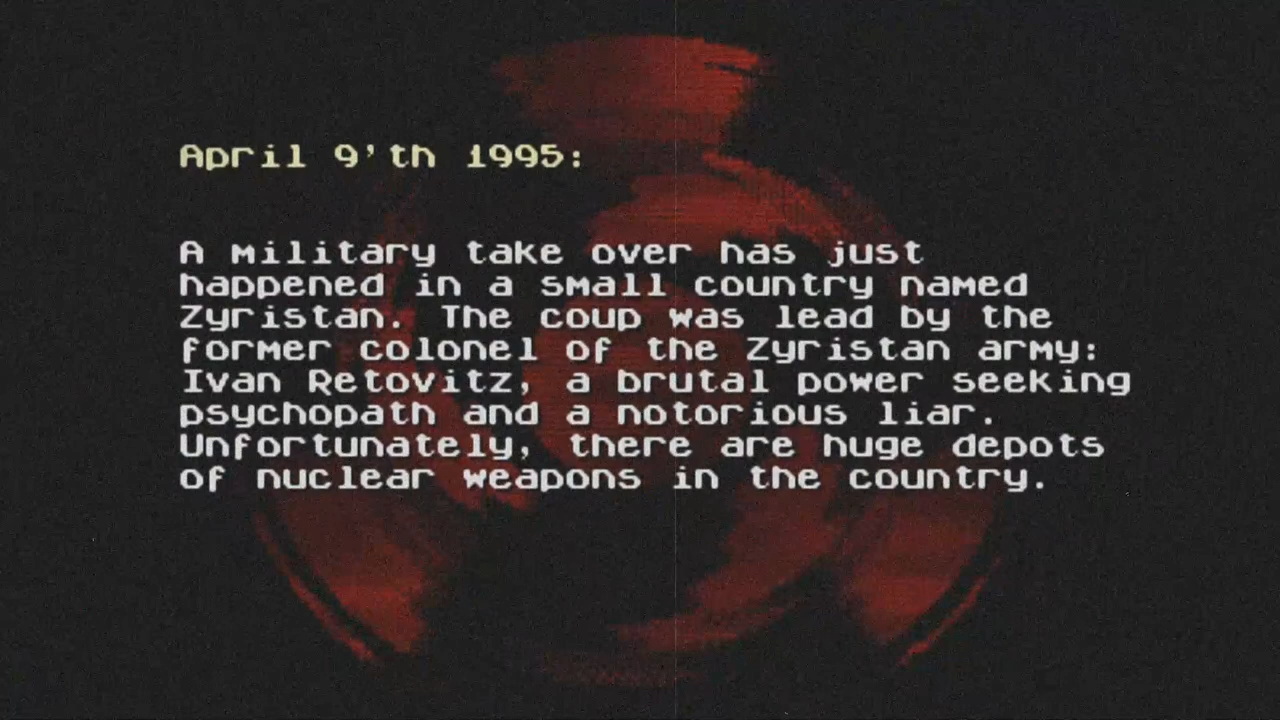 April 9'th 1995:
A military take over has just
happened in a small country named
Zyristan. The coup was lead by the
former colonel of the Zyristan army:
Ivan Retovitz, a brutal power seeking
psychopath and a notorious liar.
Unfortunately, there are huge depots
of nuclear weapons in the country.